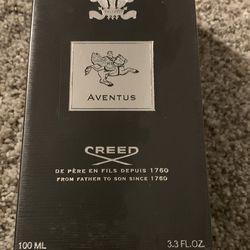 AVENTUS
CREED
DE PÈRE EN FILS DEPUIS 1760
FROM FATHER TO SON SINCE 1760
100 ML 3.3 FL.OZ.